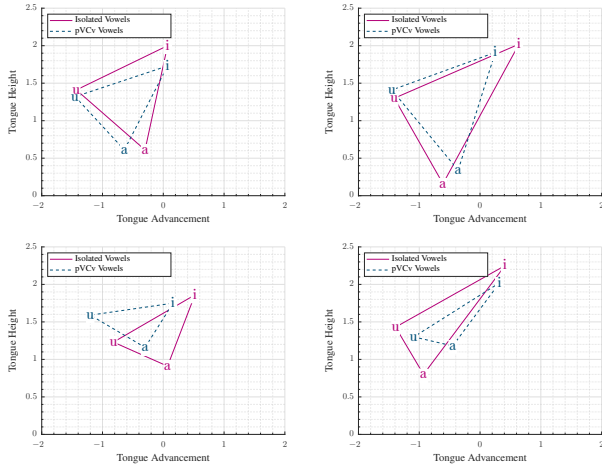 2.5
Isolated Vowels
pVCv Vowels
2
1.5
1
0.5
0
i
i
u
u
a
a
Tongue Height
−2 −1 0 1 2
Tongue Advancement
2.5
Isolated Vowels
pVCv Vowels
2
1.5
1
0.5
0
i
i
u
u
a
a
Tongue Height
−2 −1 0 1 2
Tongue Advancement
2.5
Isolated Vowels
pVCv Vowels
2
1.5
1
0.5
0
i
i
u
u
a
a
Tongue Height
−2 −1 0 1 2
Tongue Advancement
2.5
Isolated Vowels
pVCv Vowels
2
1.5
1
0.5
0
i
i
u
u
a
a
Tongue Height
−2 −1 0 1 2
Tongue Advancement